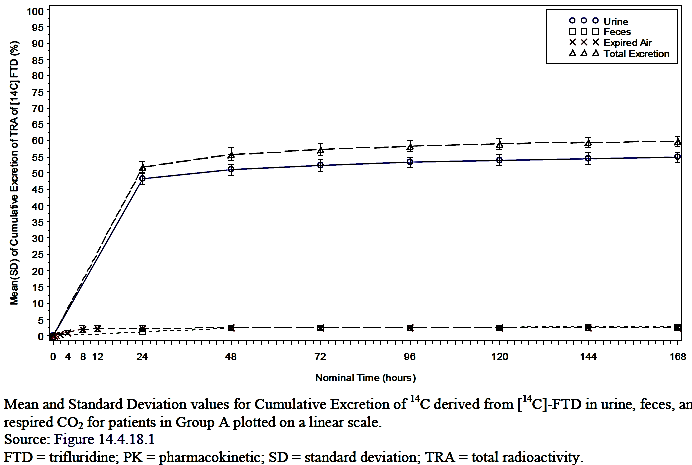 100
95
90
85
80
75
70
65
60
55
50
45
40
35
30
25
20
15
10
5
0
Mean(SD) of Cumulative Excretion of TRA of [14C] FTD (%)
Urine
Feces
Expired Air
Total Excretion
0 4 8 12 24 48 72 96 120 144 168
Nominal Time (hours)
Mean and Standard Deviation values for Cumulative Excretion of ¹⁴C derived from [¹⁴C]-FTD in urine, feces, an
respired CO₂ for patients in Group A plotted on a linear scale.
Source: Figure 14.4.18.1
FTD = trifluridine; PK = pharmacokinetic; SD = standard deviation; TRA = total radioactivity.